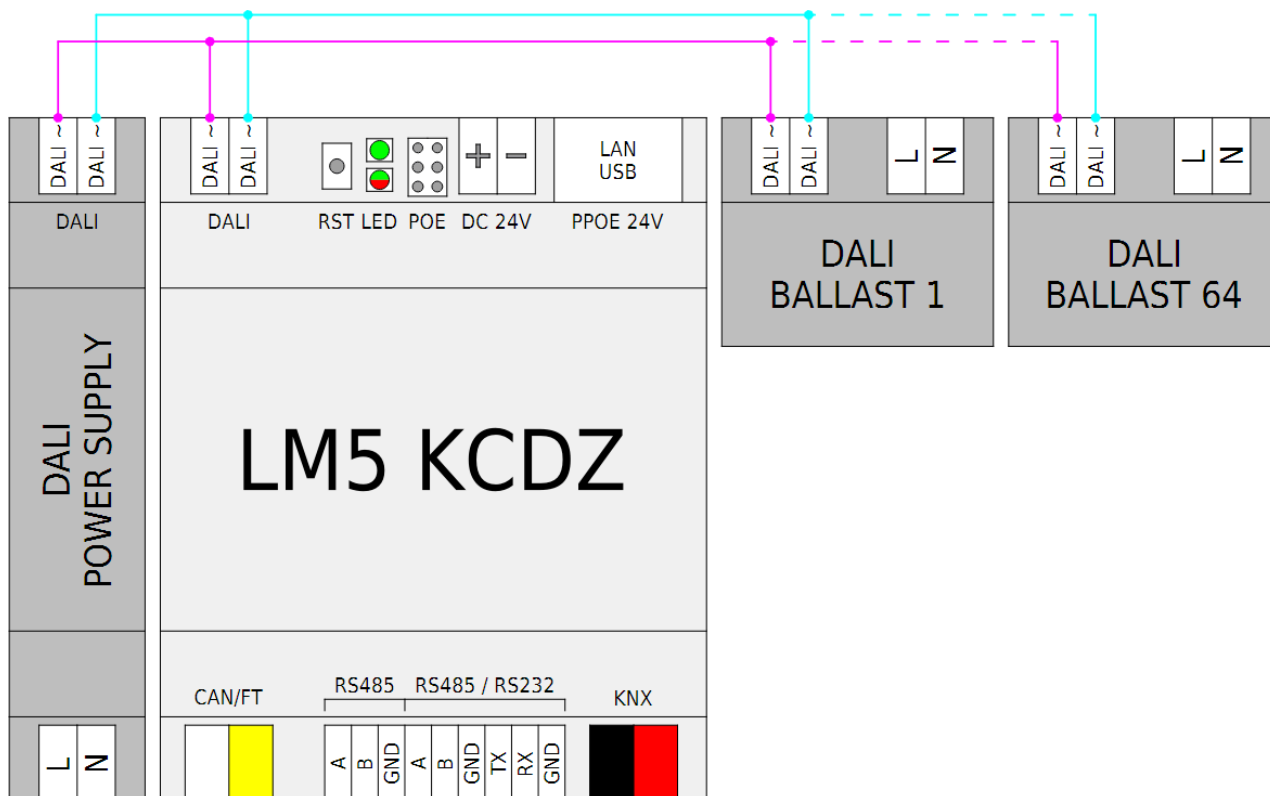 DALI ~
DALI ~
DALI ~
DALI ~
DALI ~
DALI ~
L
N
DALI ~
DALI ~
L
N
+ −
LAN
USB
DALI
DALI
RST LED POE DC 24V PPOE 24V
DALI
BALLAST 1
DALI
BALLAST 64
DALI
POWER SUPPLY
LM5 KCDZ
CAN/FT
RS485
RS485 / RS232
KNX
L
N
A
B
GND
A
B
GND
TX
RX
GND